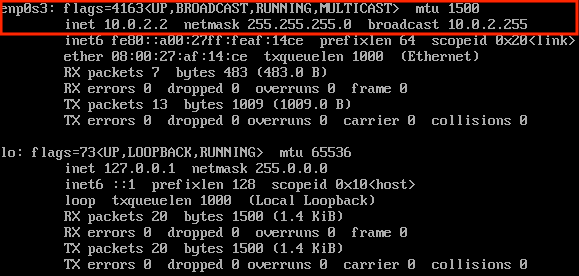 enp0s3: flags=4163<UP,BROADCAST,RUNNING,MULTICAST>  mtu 1500
inet 10.0.2.2  netmask 255.255.255.0  broadcast 10.0.2.255
inet6 fe80::a00:27ff:feaf:14ce  prefixlen 64  scopeid 0x20<link>
ether 08:00:27:af:14:ce  txqueuelen 1000  (Ethernet)
RX packets 7  bytes 483 (483.0 B)
RX errors 0  dropped 0  overruns 0  frame 0
TX packets 13  bytes 1009 (1009.0 B)
TX errors 0  dropped 0 overruns 0  carrier 0  collisions 0
lo: flags=73<UP,LOOPBACK,RUNNING>  mtu 65536
inet 127.0.0.1  netmask 255.0.0.0
inet6 ::1  prefixlen 128  scopeid 0x10<host>
loop  txqueuelen 1000  (Local Loopback)
RX packets 20  bytes 1500 (1.4 KiB)
RX errors 0  dropped 0  overruns 0  frame 0
TX packets 20  bytes 1500 (1.4 KiB)
TX errors 0  dropped 0 overruns 0  carrier 0  collisions 0